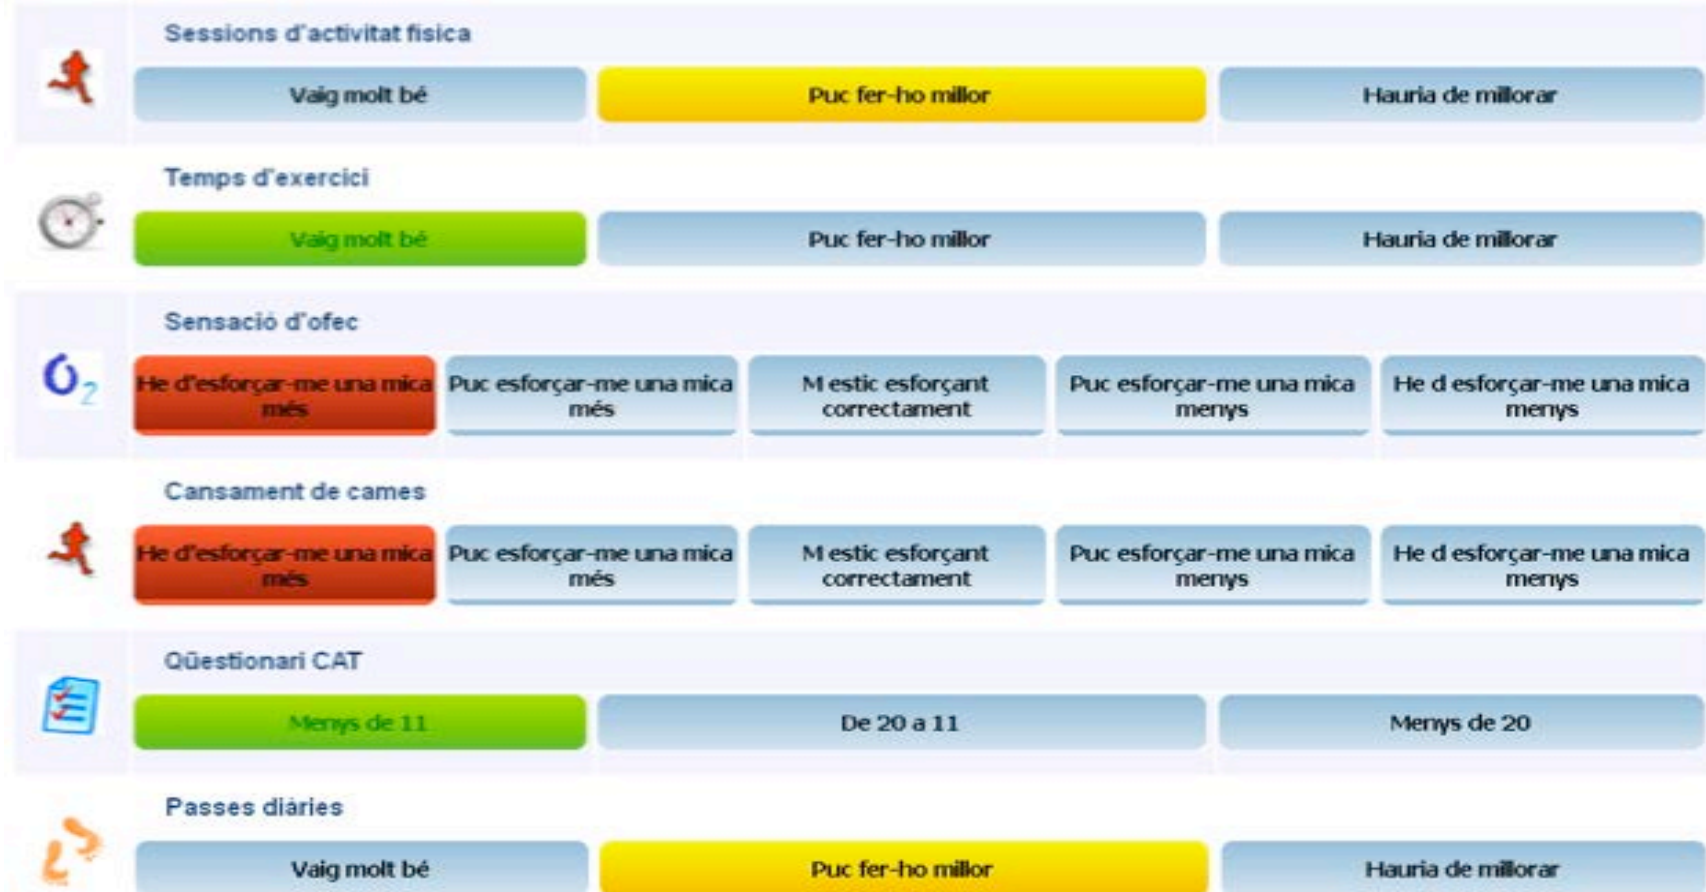 Sessions d'activitat física
Vaig molt bé Puc fer-ho millor Hauria de millorar
Temps d'exercici
Vaig molt bé Puc fer-ho millor Hauria de millorar
Sensació d'ofec
O2
He d'esforçar-me una mica més
Puc esforçar-me una mica més
M estic esforçant correctament
Puc esforçar-me una mica menys
He d esforçar-me una mica menys
Cansament de cames
He d'esforçar-me una mica més
Puc esforçar-me una mica més
M estic esforçant correctament
Puc esforçar-me una mica menys
He d esforçar-me una mica menys
Qüestionari CAT
Menys de 11 De 20 a 11 Menys de 20
Passes diàries
Vaig molt bé Puc fer-ho millor Hauria de millorar